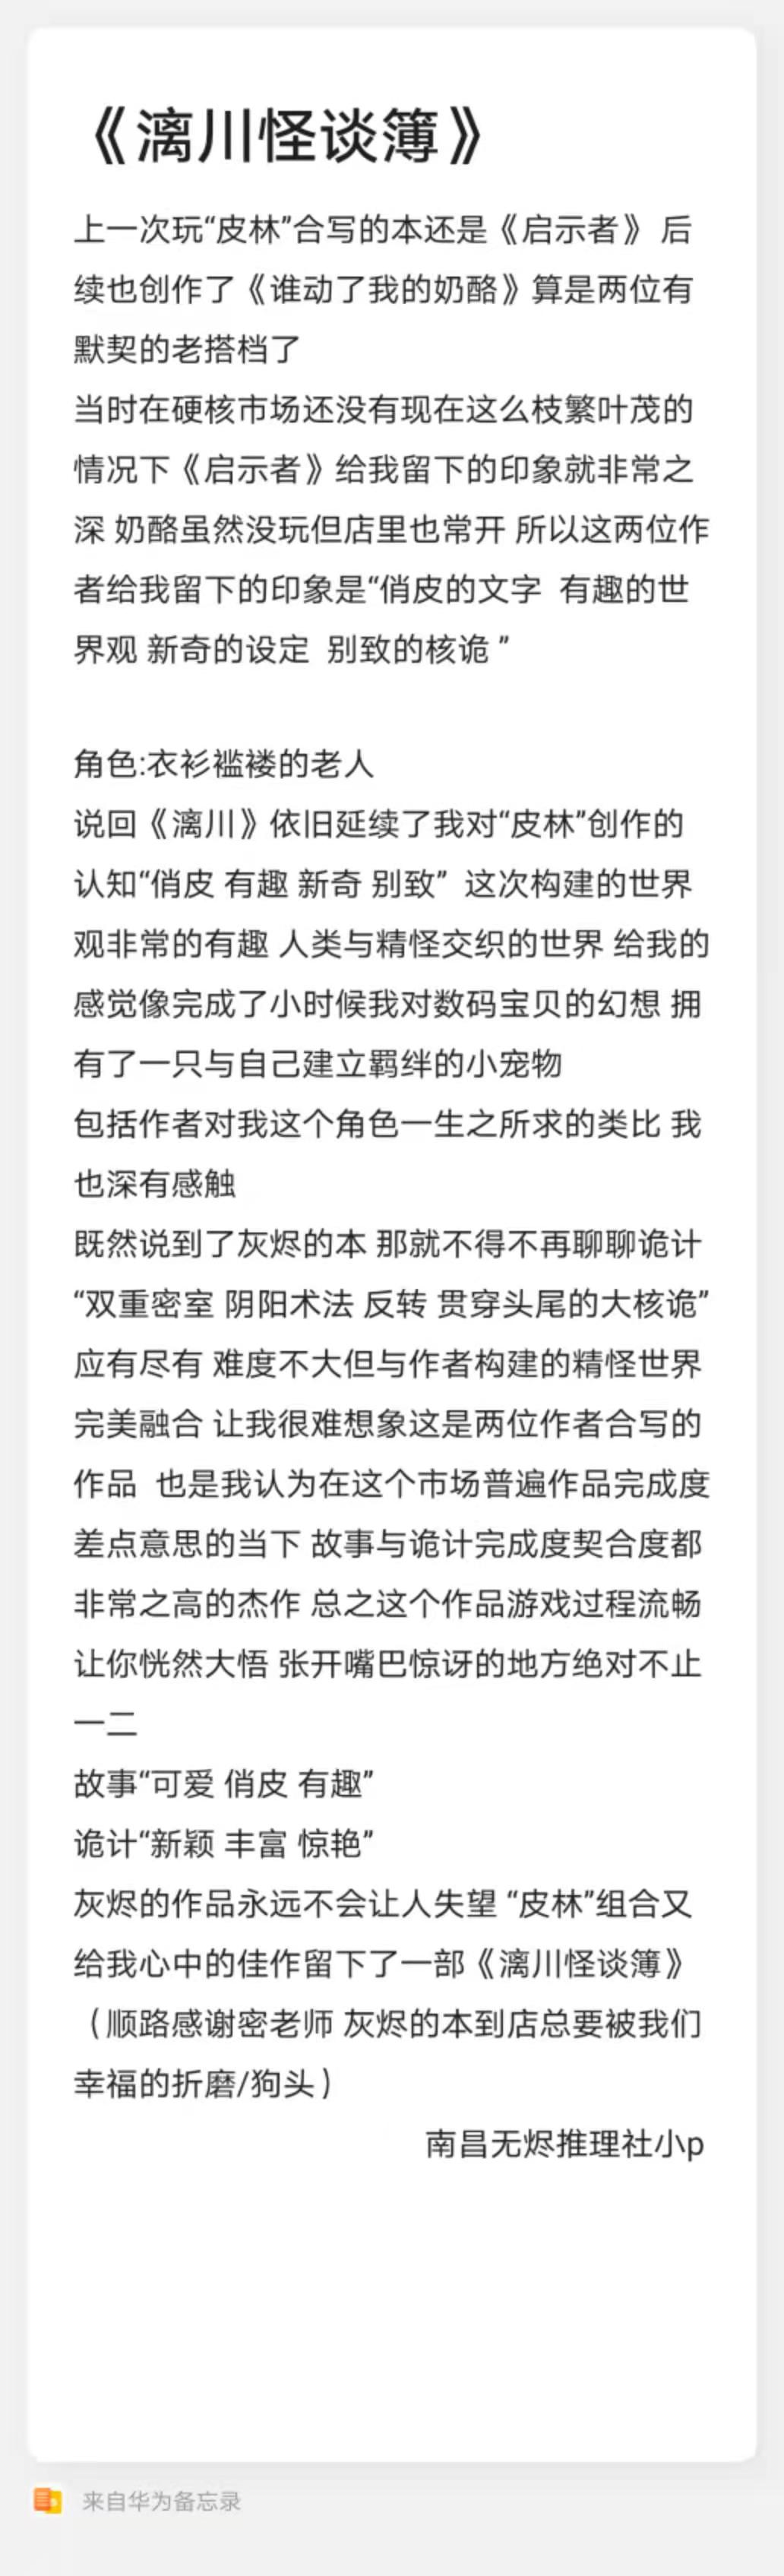 《漓川怪谈簿》
上一次玩“皮林”合写的本还是《启示者》 后
续也创作了《谁动了我的奶酪》算是两位有
默契的老搭档了
当时在硬核市场还没有现在这么枝繁叶茂的
情况下《启示者》给我留下的印象就非常之
深 奶酪虽然没玩但店里也常开 所以这两位作
者给我留下的印象是“俏皮的文字  有趣的世
界观 新奇的设定  别致的核诡 ”
角色:衣衫褴褛的老人
说回《漓川》依旧延续了我对“皮林”创作的
认知“俏皮 有趣 新奇 别致”  这次构建的世界
观非常的有趣 人类与精怪交织的世界 给我的
感觉像完成了小时候我对数码宝贝的幻想 拥
有了一只与自己建立羁绊的小宠物
包括作者对我这个角色一生之所求的类比 我
也深有感触
既然说到了灰烬的本 那就不得不再聊聊诡计
“双重密室 阴阳术法 反转 贯穿头尾的大核诡”
应有尽有 难度不大但与作者构建的精怪世界
完美融合 让我很难想象这是两位作者合写的
作品  也是我认为在这个市场普遍作品完成度
差点意思的当下 故事与诡计完成度契合度都
非常之高的杰作 总之这个作品游戏过程流畅
让你恍然大悟 张开嘴巴惊讶的地方绝对不止
一二
故事“可爱 俏皮 有趣”
诡计“新颖 丰富 惊艳”
灰烬的作品永远不会让人失望 “皮林”组合又
给我心中的佳作留下了一部《漓川怪谈簿》
（顺路感谢密老师 灰烬的本到店总要被我们
幸福的折磨/狗头）
南昌无烬推理社小p
来自华为备忘录